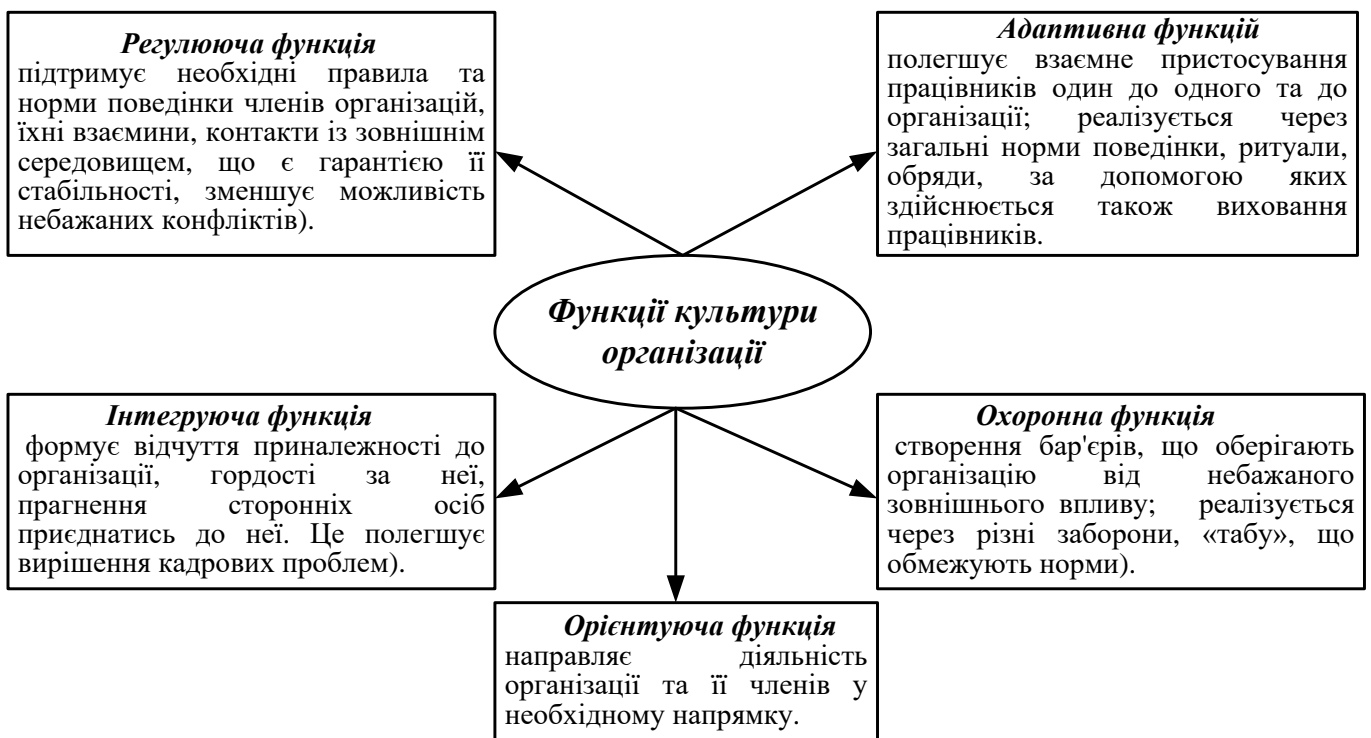 Регулююча функція
підтримує необхідні правила та
норми поведінки членів організацій,
їхні взаємини, контакти із зовнішнім
середовищем, що є гарантією її
стабільності, зменшує можливість
небажаних конфліктів).
Адаптивна функцій
полегшує взаємне пристосування
працівників один до одного та до
організації; реалізується через
загальні норми поведінки, ритуали,
обряди, за допомогою яких
здійснюється також виховання
працівників.
Функції культури
організації
Інтегруюча функція
формує відчуття приналежності до
організації, гордості за неї,
прагнення сторонніх осіб
приєднатись до неї. Це полегшує
вирішення кадрових проблем).
Охоронна функція
створення бар'єрів, що оберігають
організацію від небажаного
зовнішнього впливу; реалізується
через різні заборони, «табу», що
обмежують норми).
Орієнтуюча функція
направляє діяльність
організації та її членів у
необхідному напрямку.